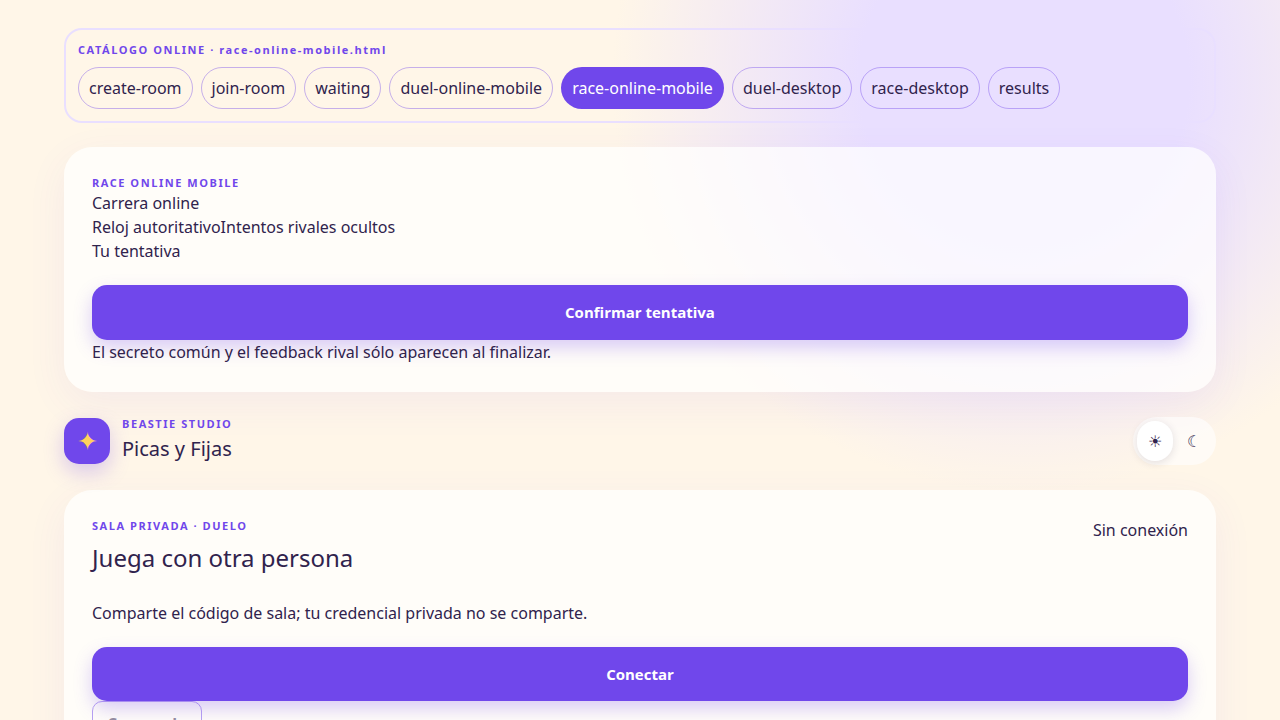 CATÁLOGO ONLINE · race-online-mobile.html
create-room join-room waiting duel-online-mobile race-online-mobile duel-desktop race-desktop results
RACE ONLINE MOBILE
Carrera online
Reloj autoritativoIntentos rivales ocultos
Tu tentativa
Confirmar tentativa
El secreto común y el feedback rival sólo aparecen al finalizar.
BEASTIE STUDIO
Picas y Fijas
SALA PRIVADA · DUELO
Sin conexión
Juega con otra persona
Comparte el código de sala; tu credencial privada no se comparte.
Conectar